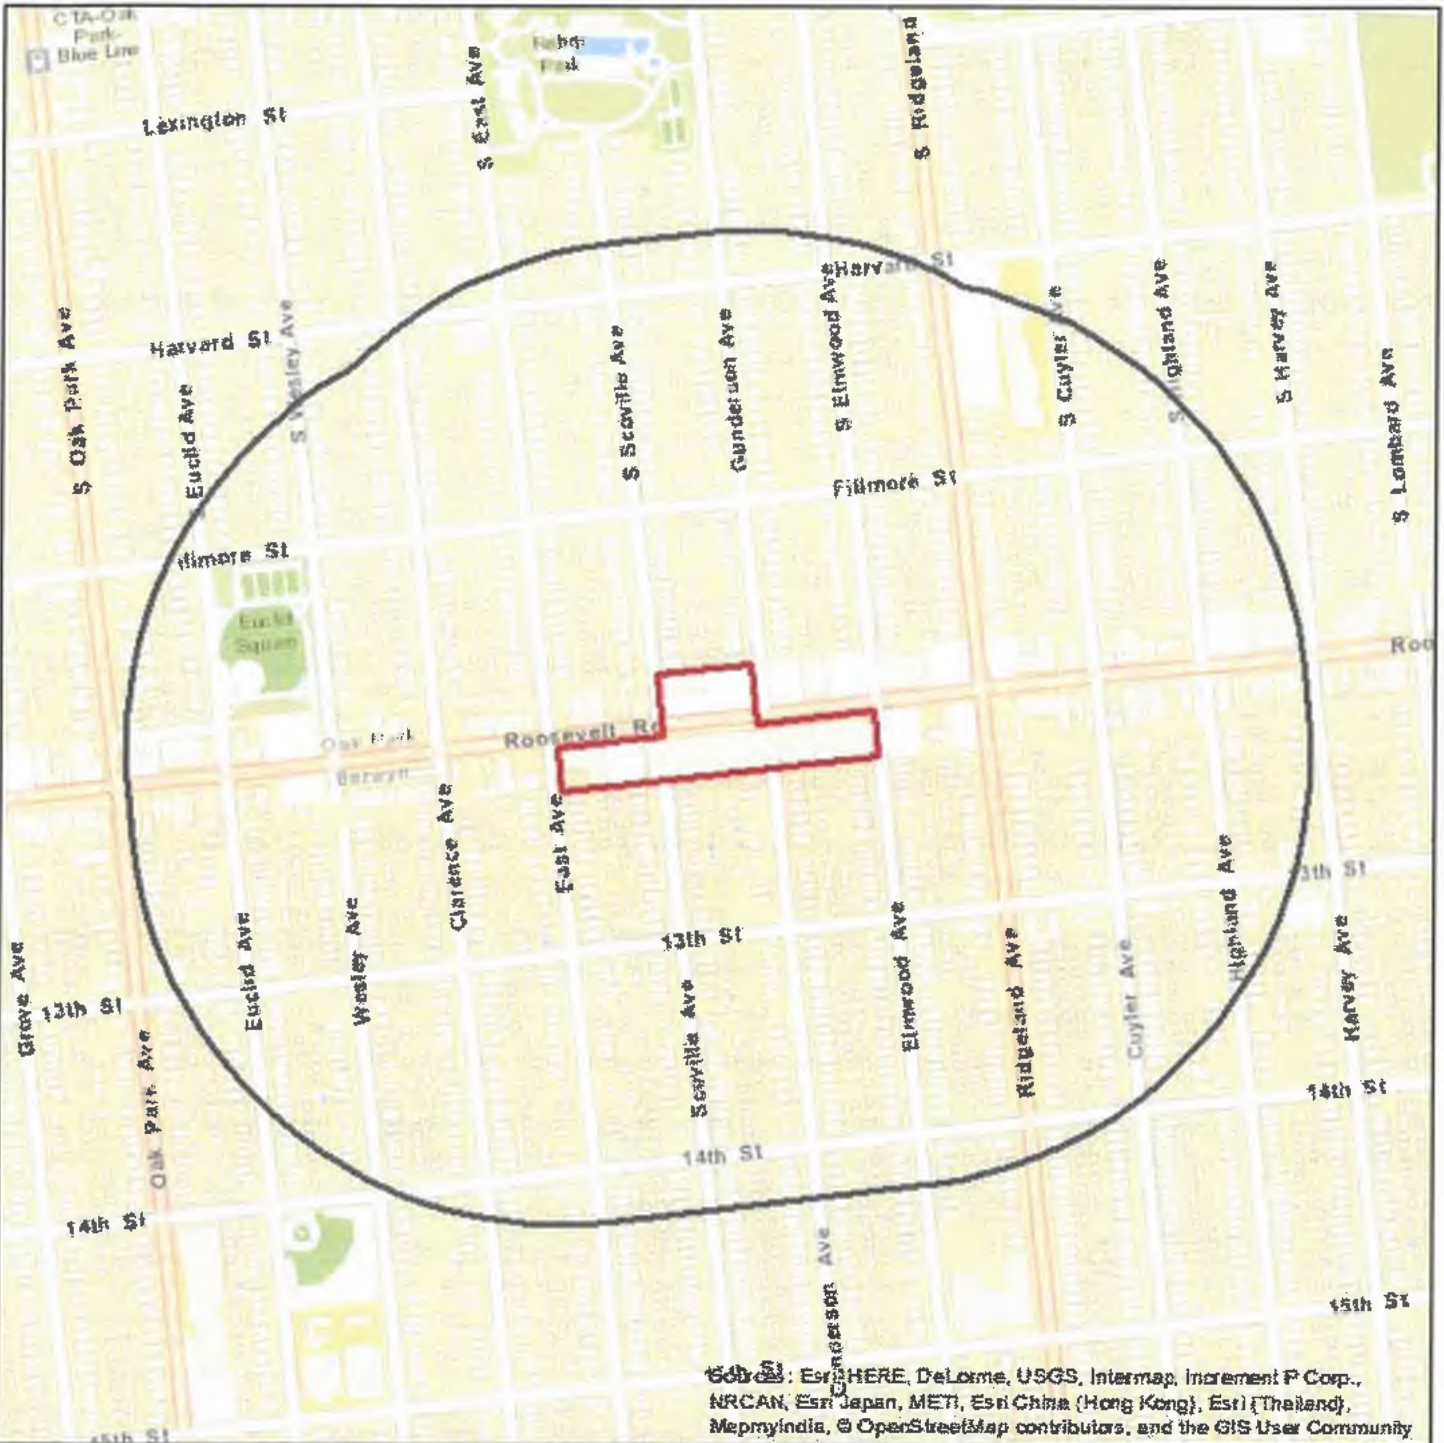 CTA-Oak
Park-
Blue Line
Lexington St
S East Ave
S Ridgeland
Harvard St
Harvard St
S Oak Park Ave
S Euclid Ave
S Wesley Ave
S Scoville Ave
Gunderson Ave
S Elmwood Ave
S Cuyler Ave
S Highland Ave
S Harvey Ave
S Lombard Ave
Fillmore St
illmore St
Euclid
Square
Oak Park
Berwyn
Roosevelt Rd
Roo
Clarence Ave
East Ave
Euclid Ave
Wesley Ave
Grove Ave
13th St
13th St
13th St
Oak Park Ave
Scoville Ave
Elmwood Ave
Ridgeland Ave
Cuyler Ave
Highland Ave
Harvey Ave
14th St
14th St
14th St
Gunderson Ave
15th St
15th St
Sources: Esri, HERE, DeLorme, USGS, Intermap, increment P Corp.,
NRCAN, Esri Japan, METI, Esri China (Hong Kong), Esri (Thailand),
MapmyIndia, © OpenStreetMap contributors, and the GIS User Community